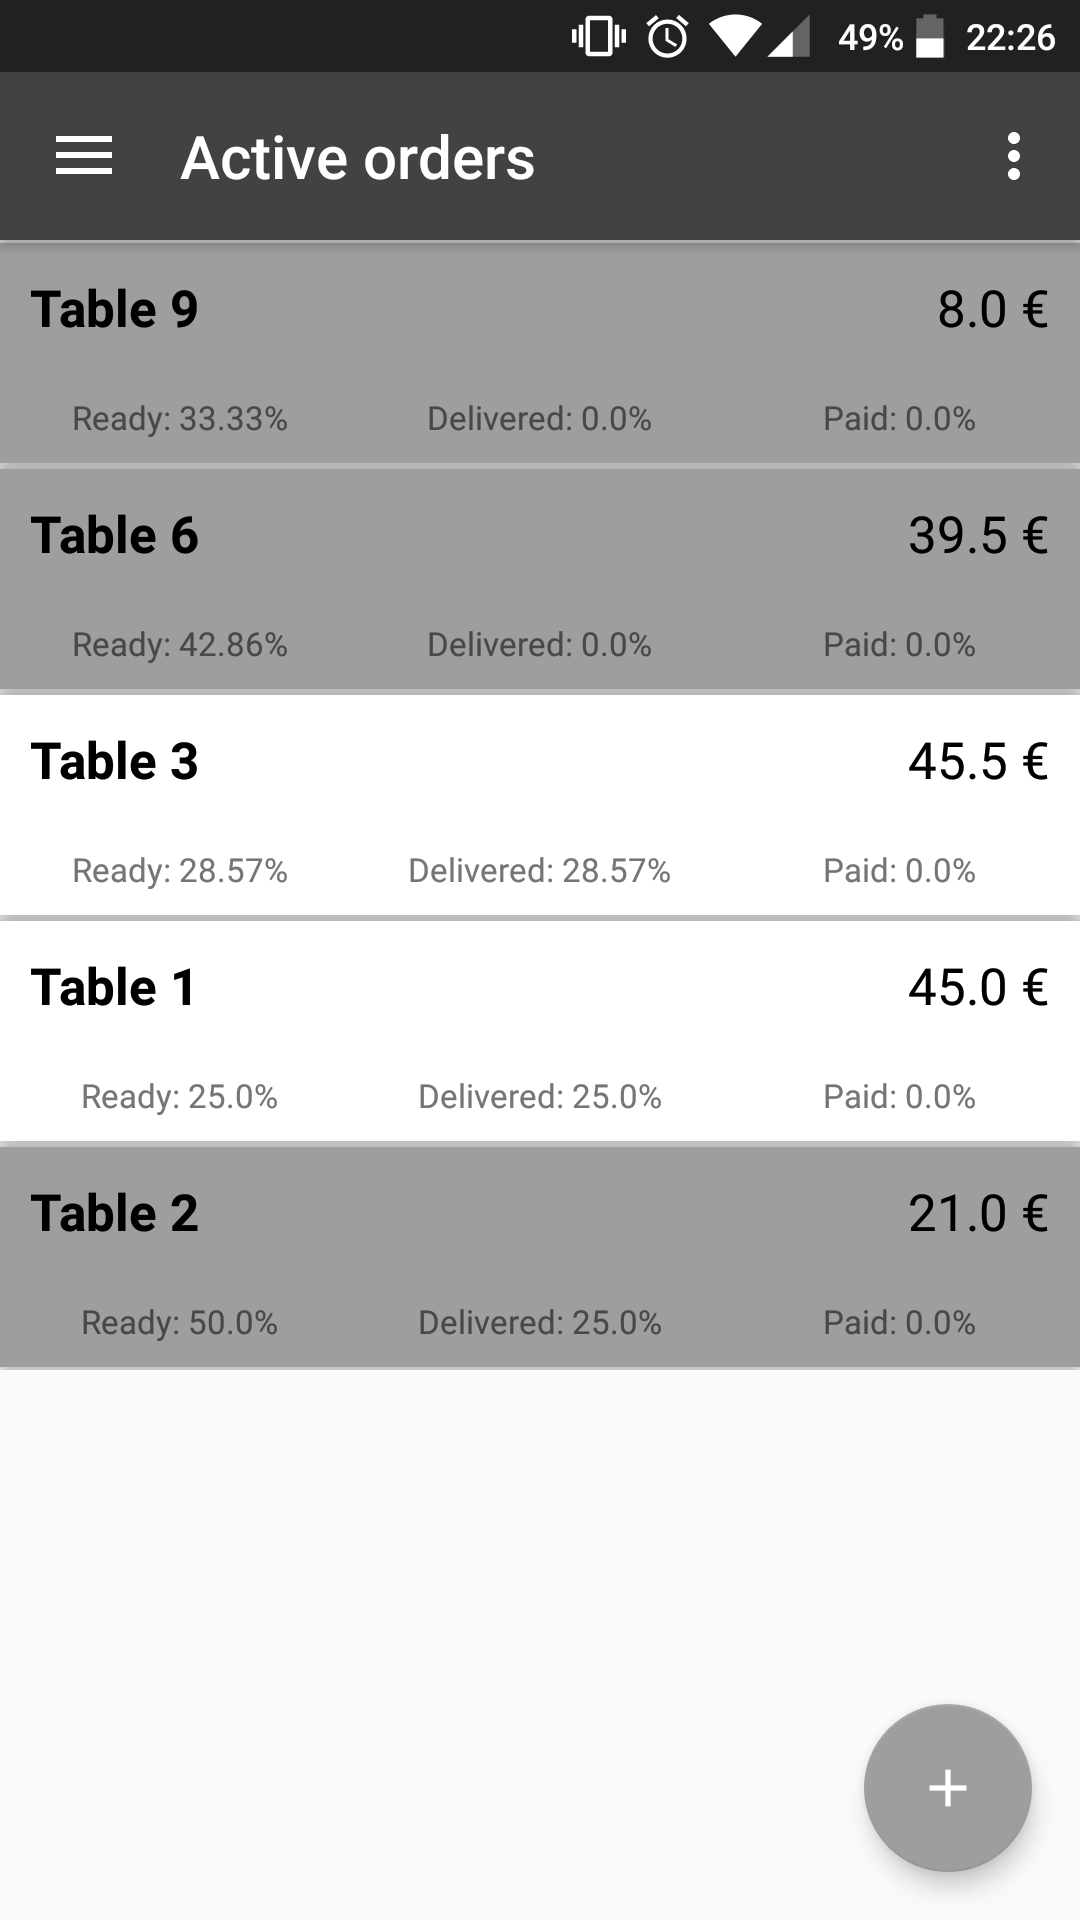 49% 22:26
Active orders
Table 9 8.0 €
Ready: 33.33% Delivered: 0.0% Paid: 0.0%
Table 6 39.5 €
Ready: 42.86% Delivered: 0.0% Paid: 0.0%
Table 3 45.5 €
Ready: 28.57% Delivered: 28.57% Paid: 0.0%
Table 1 45.0 €
Ready: 25.0% Delivered: 25.0% Paid: 0.0%
Table 2 21.0 €
Ready: 50.0% Delivered: 25.0% Paid: 0.0%
+